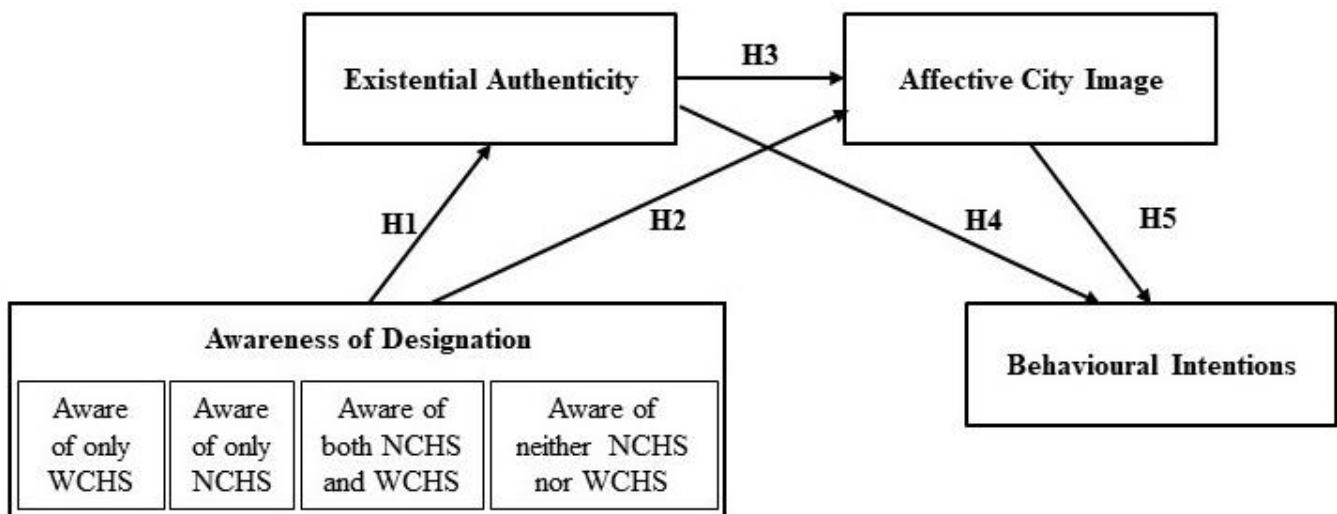 Existential Authenticity
H3
Affective City Image
H1
H2
H4
H5
Awareness of Designation
Aware
of only
WCHS
Aware
of only
NCHS
Aware of
both NCHS
and WCHS
Aware of
neither NCHS
nor WCHS
Behavioural Intentions